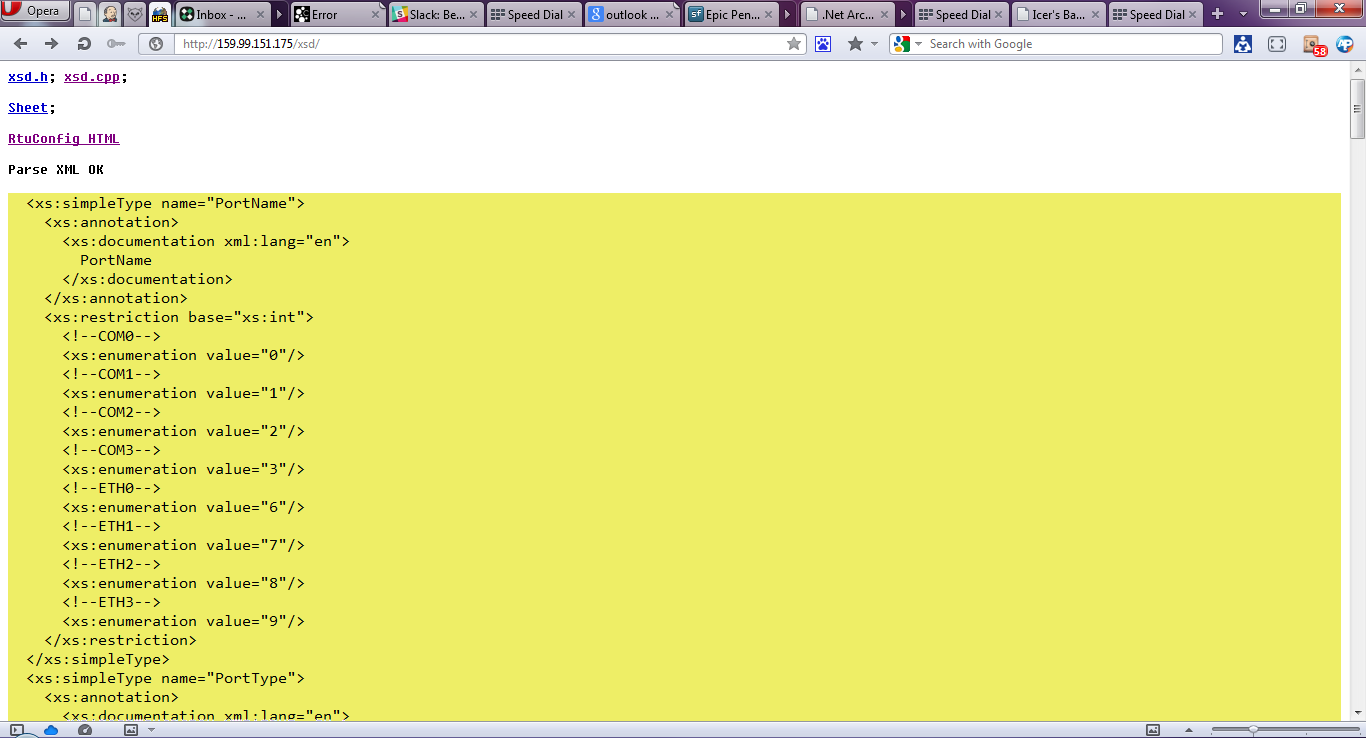 Opera
HFS
Inbox - ...
Error
Slack: Be...
Speed Dial
outlook ...
Epic Pen...
.Net Arc...
Speed Dial
Icer's Ba...
Speed Dial
http://159.99.151.175/xsd/
Search with Google
58
xsd.h; xsd.cpp;
Sheet;
RtuConfig HTML
Parse XML OK
<xs:simpleType name="PortName">
<xs:annotation>
<xs:documentation xml:lang="en">
PortName
</xs:documentation>
</xs:annotation>
<xs:restriction base="xs:int">
<!--COM0-->
<xs:enumeration value="0"/>
<!--COM1-->
<xs:enumeration value="1"/>
<!--COM2-->
<xs:enumeration value="2"/>
<!--COM3-->
<xs:enumeration value="3"/>
<!--ETH0-->
<xs:enumeration value="6"/>
<!--ETH1-->
<xs:enumeration value="7"/>
<!--ETH2-->
<xs:enumeration value="8"/>
<!--ETH3-->
<xs:enumeration value="9"/>
</xs:restriction>
</xs:simpleType>
<xs:simpleType name="PortType">
<xs:annotation>
<xs:documentation xml:lang="en">